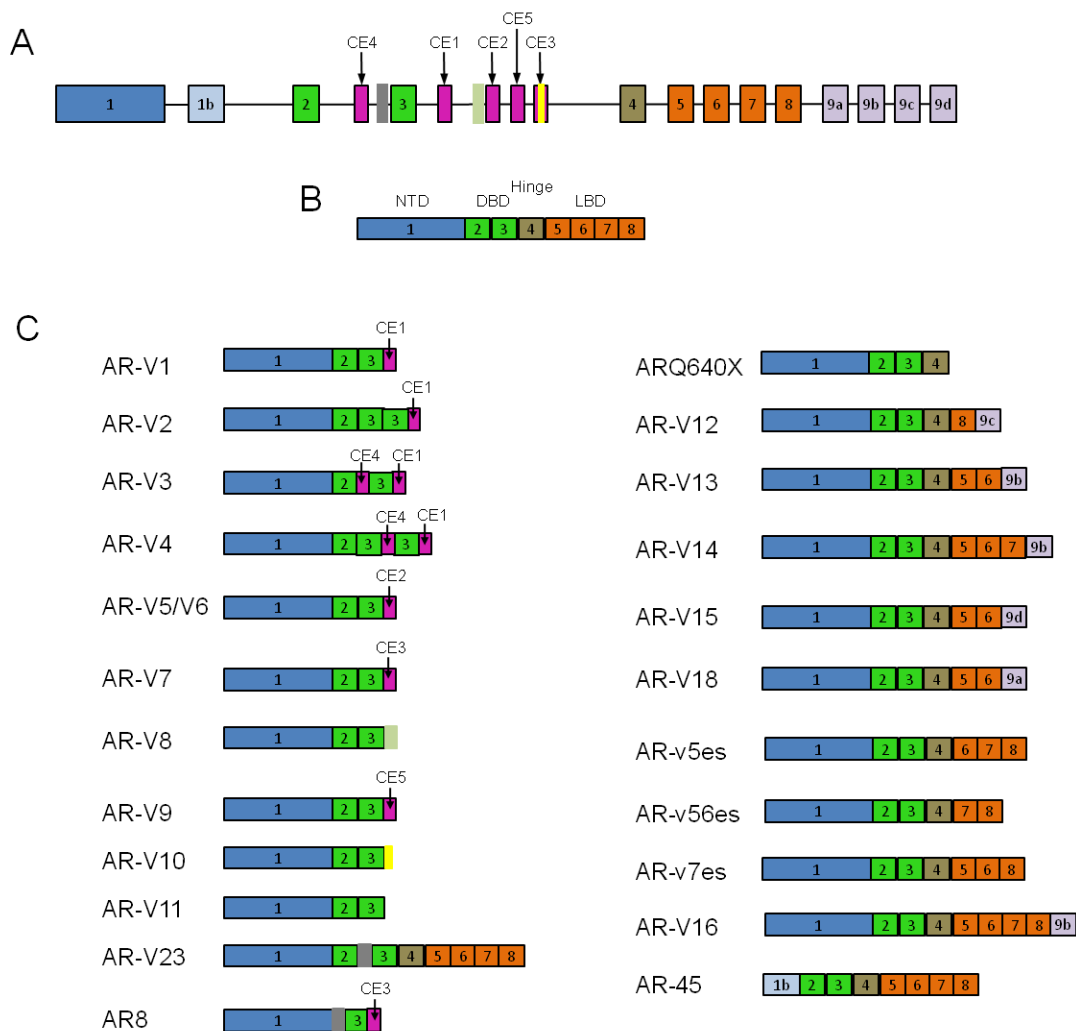 A
CE5
CE4 CE1 CE2 CE3
1 1b 2 3 4 5 6 7 8 9a 9b 9c 9d
B
Hinge
NTD DBD LBD
1 2 3 4 5 6 7 8
C
CE1
AR-V1 1 2 3
CE1
AR-V2 1 2 3 3
CE4 CE1
AR-V3 1 2 3
CE4 CE1
AR-V4 1 2 3 3
CE2
AR-V5/V6 1 2 3
CE3
AR-V7 1 2 3
AR-V8 1 2 3
CE5
AR-V9 1 2 3
AR-V10 1 2 3
AR-V11 1 2 3
AR-V23 1 2 3 4 5 6 7 8
CE3
AR8 1 3
ARQ640X 1 2 3 4
AR-V12 1 2 3 4 8 9c
AR-V13 1 2 3 4 5 6 9b
AR-V14 1 2 3 4 5 6 7 9b
AR-V15 1 2 3 4 5 6 9d
AR-V18 1 2 3 4 5 6 9a
AR-v5es 1 2 3 4 6 7 8
AR-v56es 1 2 3 4 7 8
AR-v7es 1 2 3 4 5 6 8
AR-V16 1 2 3 4 5 6 7 8 9b
AR-45 1b 2 3 4 5 6 7 8